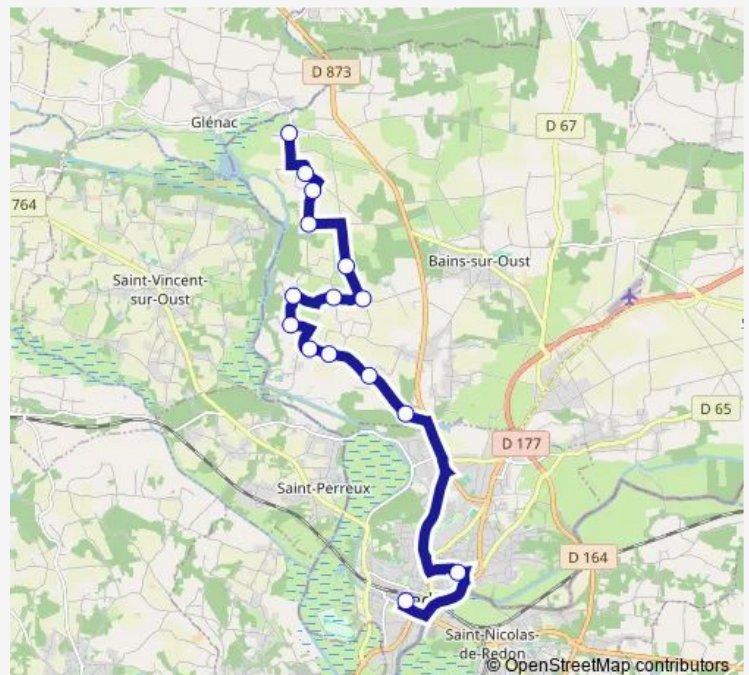 D 873
Glénac
D 67
764
Bains-sur-Oust
Saint-Vincent-
sur-Oust
D 65
D 177
Saint-Perreux
D 164
Saint-Nicolas-
de-Redon
© OpenStreetMap contributors